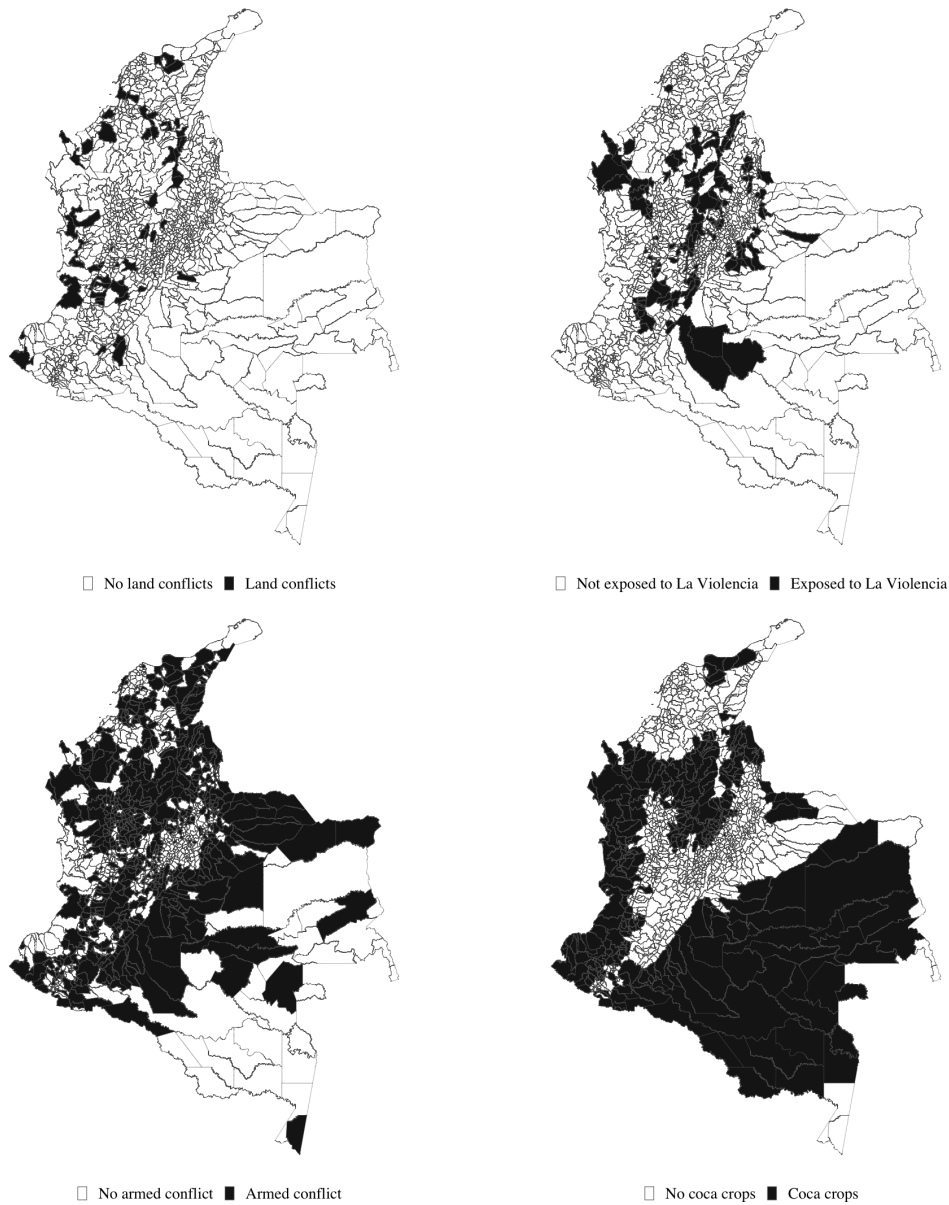 No land conflicts Land conflicts
Not exposed to La Violencia Exposed to La Violencia
No armed conflict Armed conflict
No coca crops Coca crops